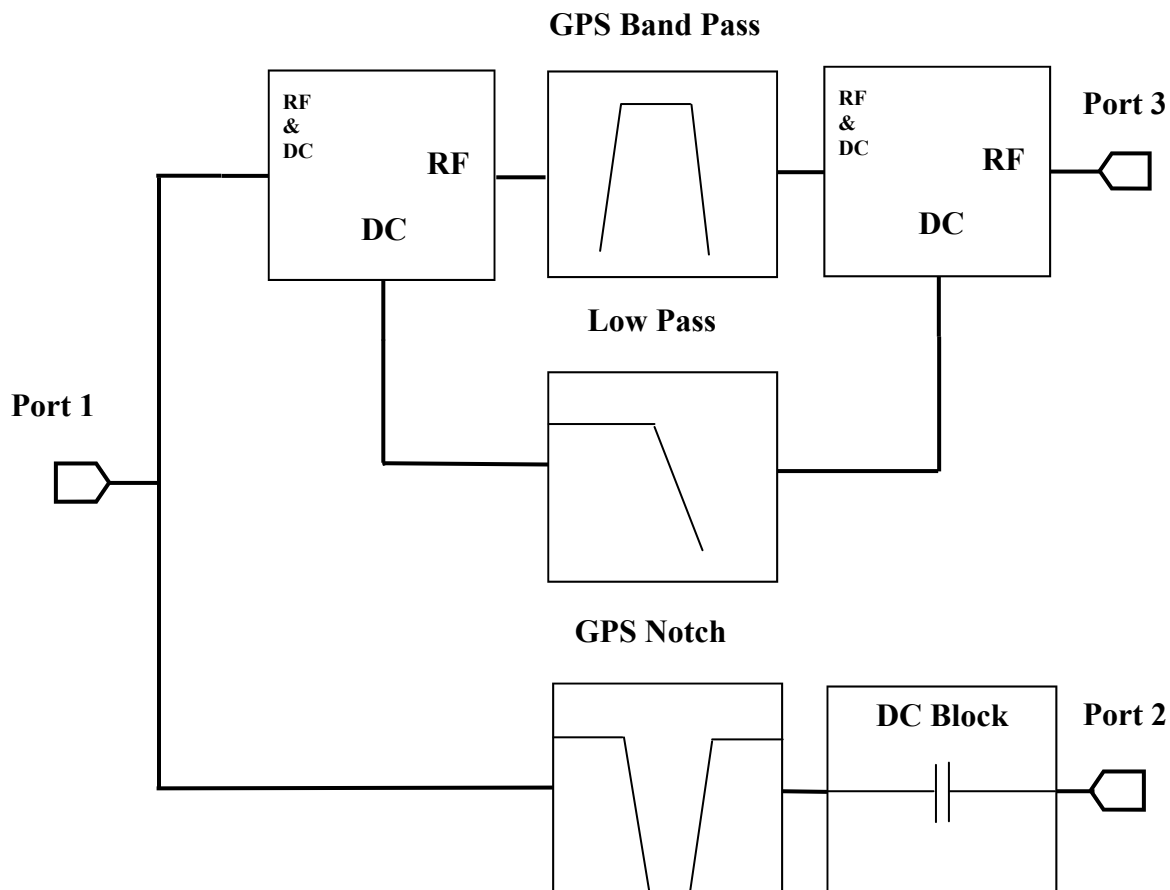 GPS Band Pass
RF
&
DC
RF
DC
RF
&
DC
RF
DC
Port 3
Low Pass
Port 1
GPS Notch
DC Block
Port 2